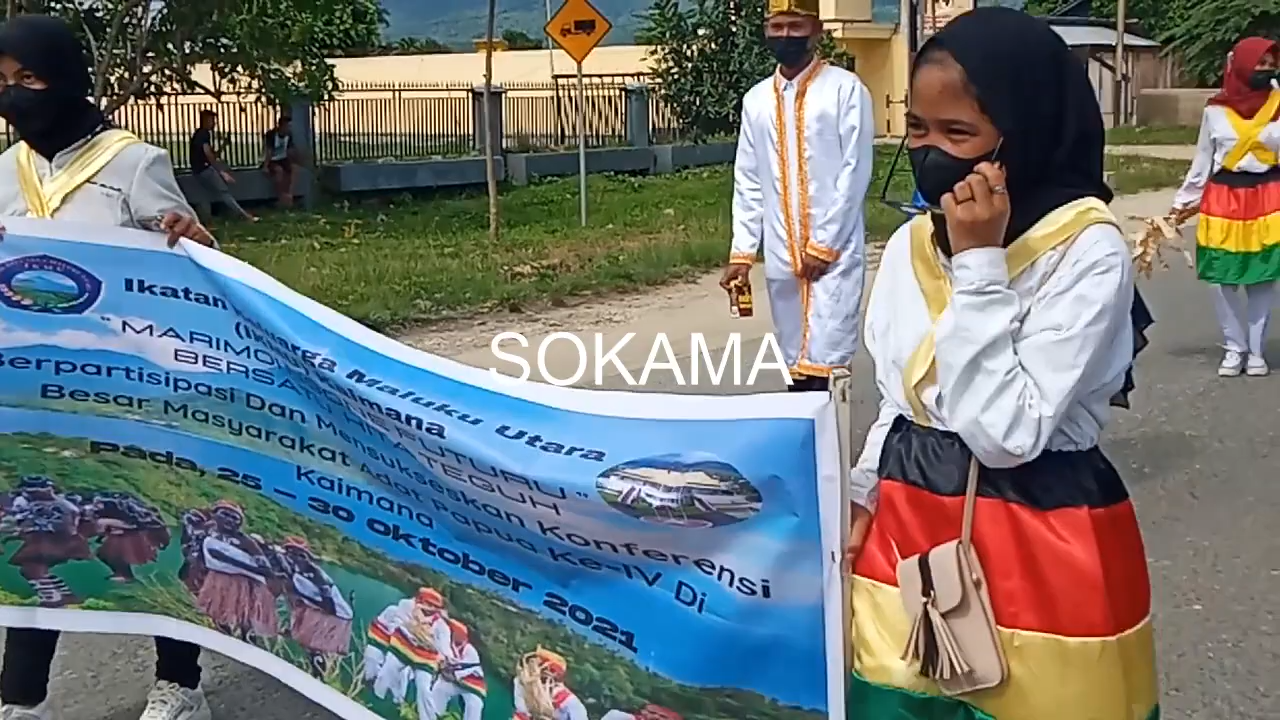 Ikatan Keluarga Maluku Utara
Kaimana
" MARIMOI NGONE FUTURU "
BERSATU KITA TEGUH
Berpartisipasi Dan Mensukseskan Konferensi
Besar Masyarakat Adat Papua Ke-IV Di
Kaimana
Pada, 25 - 30 Oktober 2021
SOKAMA